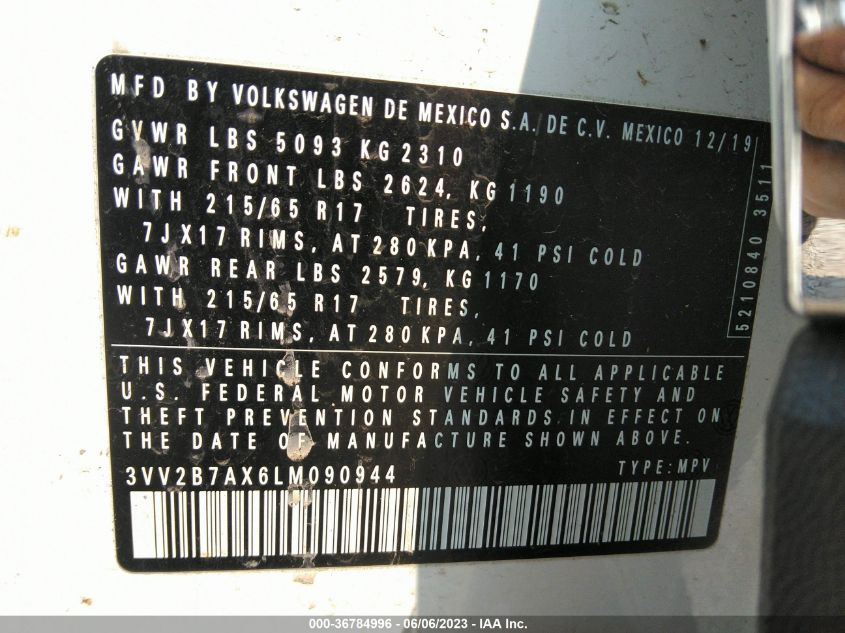 MFD BY VOLKSWAGEN DE MEXICO S.A. DE C.V. MEXICO 12/19
GVWR LBS 5093 KG 2310
GAWR FRONT LBS 2624, KG 1190
WITH 215/65 R17 TIRES,
7JX17 RIMS, AT 280 KPA, 41 PSI COLD
GAWR REAR LBS 2579, KG 1170
WITH 215/65 R17 TIRES,
7JX17 RIMS, AT 280 KPA, 41 PSI COLD
5210840 3511
THIS VEHICLE CONFORMS TO ALL APPLICABLE
U.S. FEDERAL MOTOR VEHICLE SAFETY AND
THEFT PREVENTION STANDARDS IN EFFECT ON
THE DATE OF MANUFACTURE SHOWN ABOVE.
3VV2B7AX6LM090944 TYPE: MPV
000-36784996 - 06/06/2023 - IAA Inc.